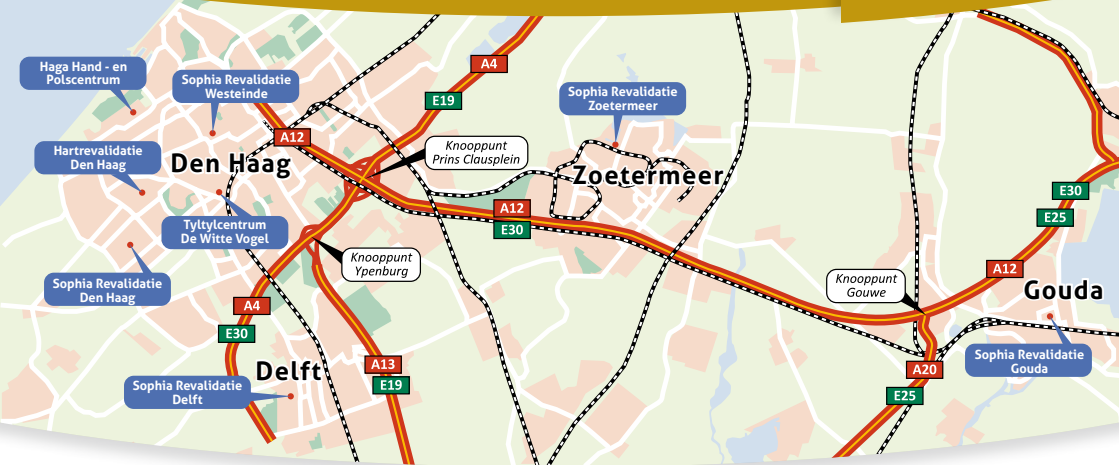 Haga Hand - en
Polscentrum
Sophia Revalidatie
Westeinde
A4
E19
Sophia Revalidatie
Zoetermeer
A12
Knooppunt
Prins Clausplein
Hartrevalidatie
Den Haag
Den Haag
Zoetermeer
E30
E25
A12
E30
Tyltylcentrum
De Witte Vogel
Knooppunt
Ypenburg
Sophia Revalidatie
Den Haag
Knooppunt
Gouwe
A12
Gouda
A4
E30
A13
E19
Delft
Sophia Revalidatie
Delft
A20
E25
Sophia Revalidatie
Gouda